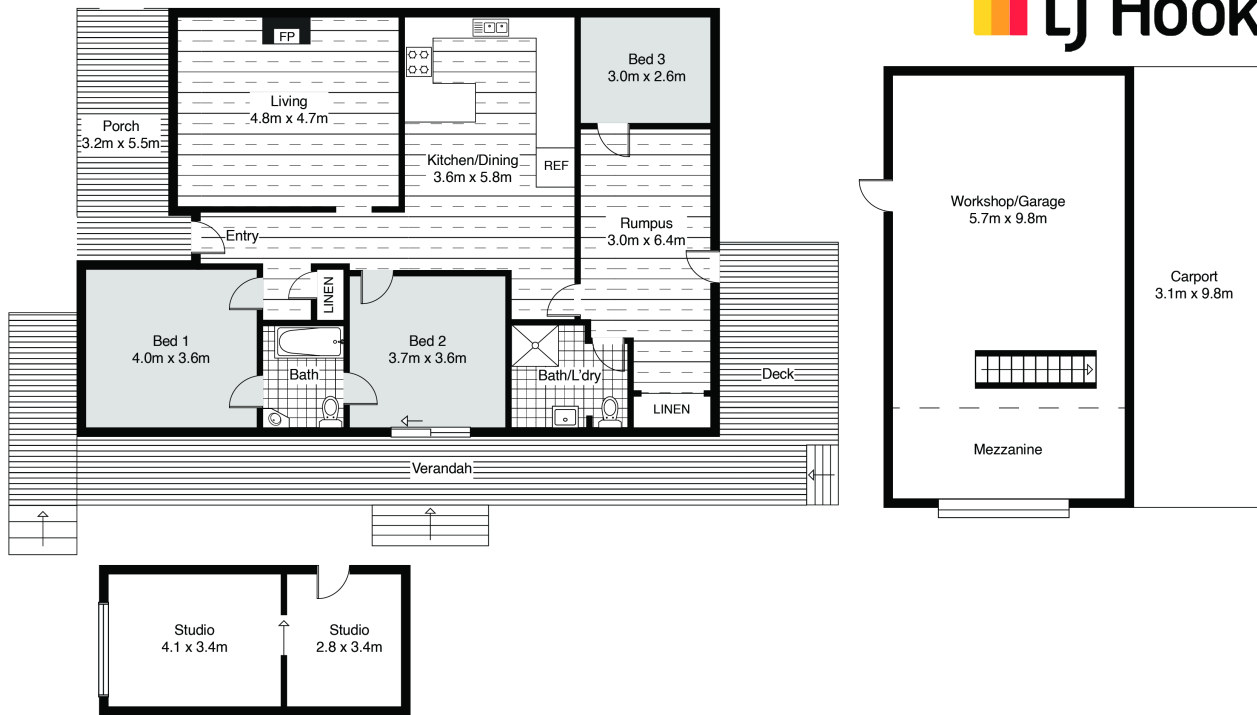 LJ Hook
FP
Living
4.8m x 4.7m
Porch
3.2m x 5.5m
Kitchen/Dining
3.6m x 5.8m
REF
Bed 3
3.0m x 2.6m
Rumpus
3.0m x 6.4m
Entry
LINEN
Bed 1
4.0m x 3.6m
Bath
Bed 2
3.7m x 3.6m
Bath/L'dry
LINEN
Deck
Verandah
Workshop/Garage
5.7m x 9.8m
Carport
3.1m x 9.8m
Mezzanine
Studio
4.1 x 3.4m
Studio
2.8 x 3.4m